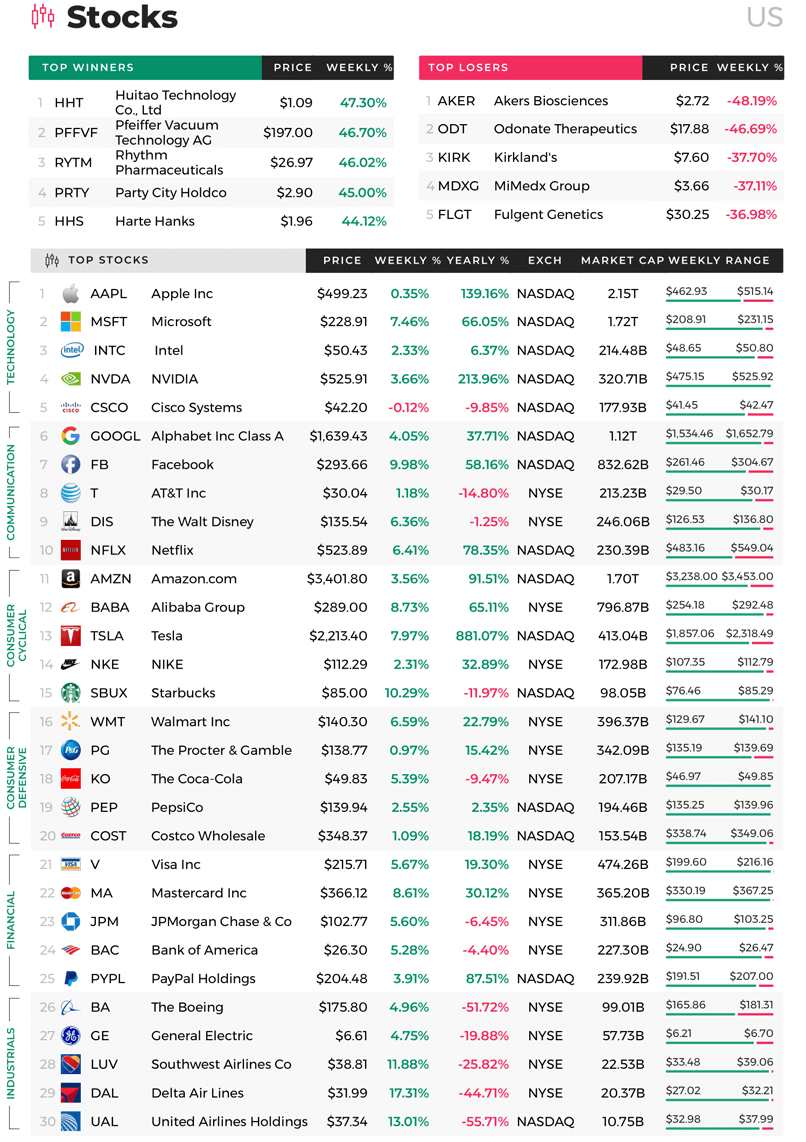 Stocks
US
TOP WINNERS PRICE WEEKLY %
1 HHT Huitao Technology Co., Ltd $1.09 47.30%
2 PFFVF Pfeiffer Vacuum Technology AG $197.00 46.70%
3 RYTM Rhythm Pharmaceuticals $26.97 46.02%
4 PRTY Party City Holdco $2.90 45.00%
5 HHS Harte Hanks $1.96 44.12%
TOP LOSERS PRICE WEEKLY %
1 AKER Akers Biosciences $2.72 -48.19%
2 ODT Odonate Therapeutics $17.88 -46.69%
3 KIRK Kirkland's $7.60 -37.70%
4 MDXG MiMedx Group $3.66 -37.11%
5 FLGT Fulgent Genetics $30.25 -36.98%
TOP STOCKS PRICE WEEKLY % YEARLY % EXCH MARKET CAP WEEKLY RANGE
TECHNOLOGY
1 AAPL Apple Inc $499.23 0.35% 139.16% NASDAQ 2.15T $462.93 $515.14
2 MSFT Microsoft $228.91 7.46% 66.05% NASDAQ 1.72T $208.91 $231.15
3 intel INTC Intel $50.43 2.33% 6.37% NASDAQ 214.48B $48.65 $50.80
4 NVDA NVIDIA $525.91 3.66% 213.96% NASDAQ 320.71B $475.15 $525.92
5 CISCO CSCO Cisco Systems $42.20 -0.12% -9.85% NASDAQ 177.93B $41.45 $42.47
COMMUNICATION
6 GOOGL Alphabet Inc Class A $1,639.43 4.05% 37.71% NASDAQ 1.12T $1,534.46 $1,652.79
7 FB Facebook $293.66 9.98% 58.16% NASDAQ 832.62B $261.46 $304.67
8 T AT&T Inc $30.04 1.18% -14.80% NYSE 213.23B $29.50 $30.17
9 DIS The Walt Disney $135.54 6.36% -1.25% NYSE 246.06B $126.53 $136.80
10 NETFLIX NFLX Netflix $523.89 6.41% 78.35% NASDAQ 230.39B $483.16 $549.04
CONSUMER CYCLICAL
11 AMZN Amazon.com $3,401.80 3.56% 91.51% NASDAQ 1.70T $3,238.00 $3,453.00
12 BABA Alibaba Group $289.00 8.73% 65.11% NYSE 796.87B $254.18 $292.48
13 TSLA Tesla $2,213.40 7.97% 881.07% NASDAQ 413.04B $1,857.06 $2,318.49
14 NKE NIKE $112.29 2.31% 32.89% NYSE 172.98B $107.35 $112.79
15 SBUX Starbucks $85.00 10.29% -11.97% NASDAQ 98.05B $76.46 $85.29
CONSUMER DEFENSIVE
16 WMT Walmart Inc $140.30 6.59% 22.79% NYSE 396.37B $129.67 $141.10
17 P&G PG The Procter & Gamble $138.77 0.97% 15.42% NYSE 342.09B $135.19 $139.69
18 Coca-Cola KO The Coca-Cola $49.83 5.39% -9.47% NYSE 207.17B $46.97 $49.85
19 PEP PepsiCo $139.94 2.55% 2.35% NASDAQ 194.46B $135.25 $139.96
20 COSTCO COST Costco Wholesale $348.37 1.09% 18.19% NASDAQ 153.54B $338.74 $349.06
FINANCIAL
21 VISA V Visa Inc $215.71 5.67% 19.30% NYSE 474.26B $199.60 $216.16
22 MasterCard MA Mastercard Inc $366.12 8.61% 30.12% NYSE 365.20B $330.19 $367.25
23 JPM JPMorgan Chase & Co $102.77 5.60% -6.45% NYSE 311.86B $96.80 $103.25
24 BAC Bank of America $26.30 5.28% -4.40% NYSE 227.30B $24.90 $26.47
25 PYPL PayPal Holdings $204.48 3.91% 87.51% NASDAQ 239.92B $191.51 $207.00
INDUSTRIALS
26 BA The Boeing $175.80 4.96% -51.72% NYSE 99.01B $165.86 $181.31
27 GE General Electric $6.61 4.75% -19.88% NYSE 57.73B $6.21 $6.70
28 LUV Southwest Airlines Co $38.81 11.88% -25.82% NYSE 22.53B $33.48 $39.06
29 DAL Delta Air Lines $31.99 17.31% -44.71% NYSE 20.37B $27.02 $32.21
30 UAL United Airlines Holdings $37.34 13.01% -55.71% NASDAQ 10.75B $32.98 $37.99